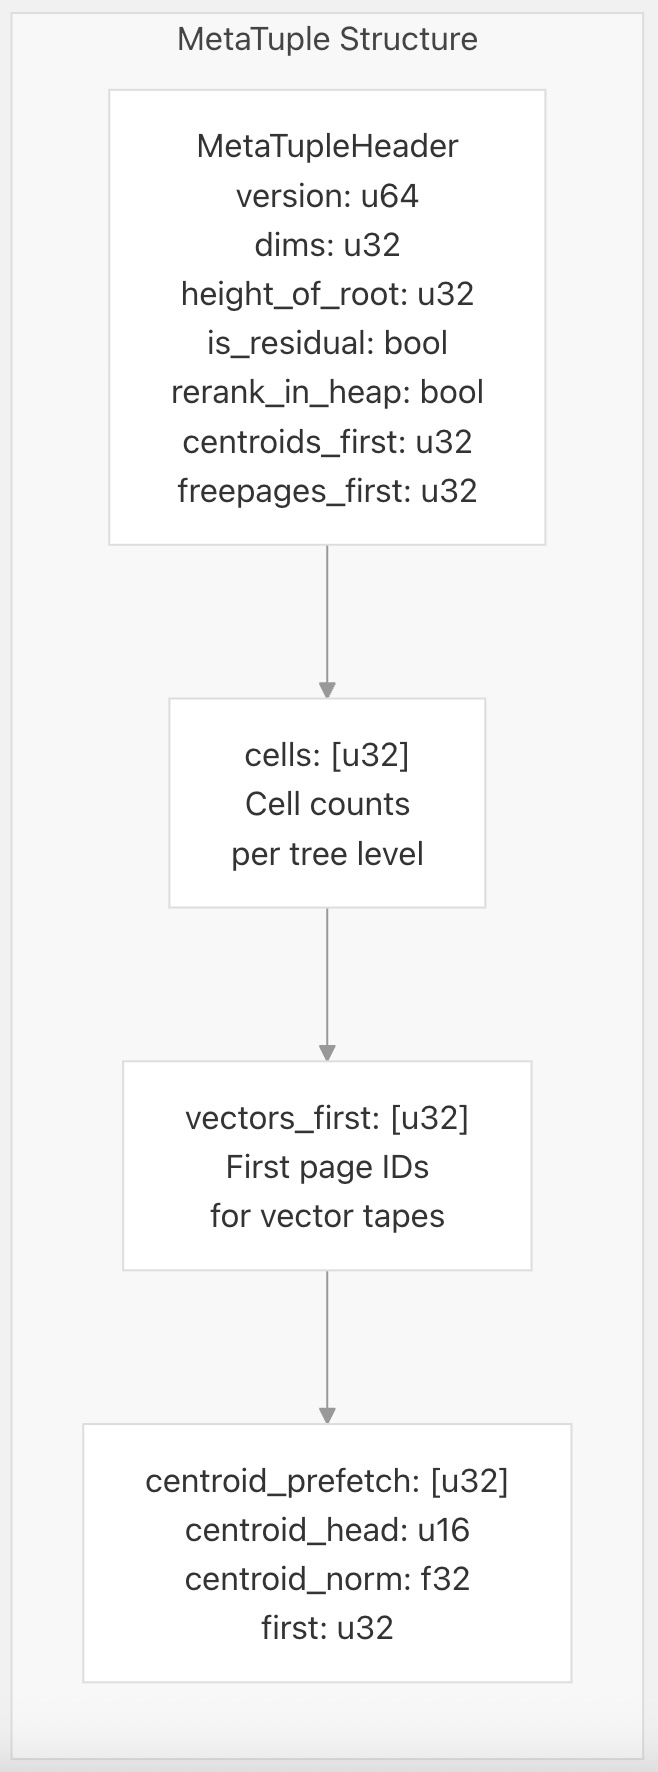 MetaTuple Structure
MetaTupleHeader
version: u64
dims: u32
height_of_root: u32
is_residual: bool
rerank_in_heap: bool
centroids_first: u32
freepages_first: u32
cells: [u32]
Cell counts
per tree level
vectors_first: [u32]
First page IDs
for vector tapes
centroid_prefetch: [u32]
centroid_head: u16
centroid_norm: f32
first: u32